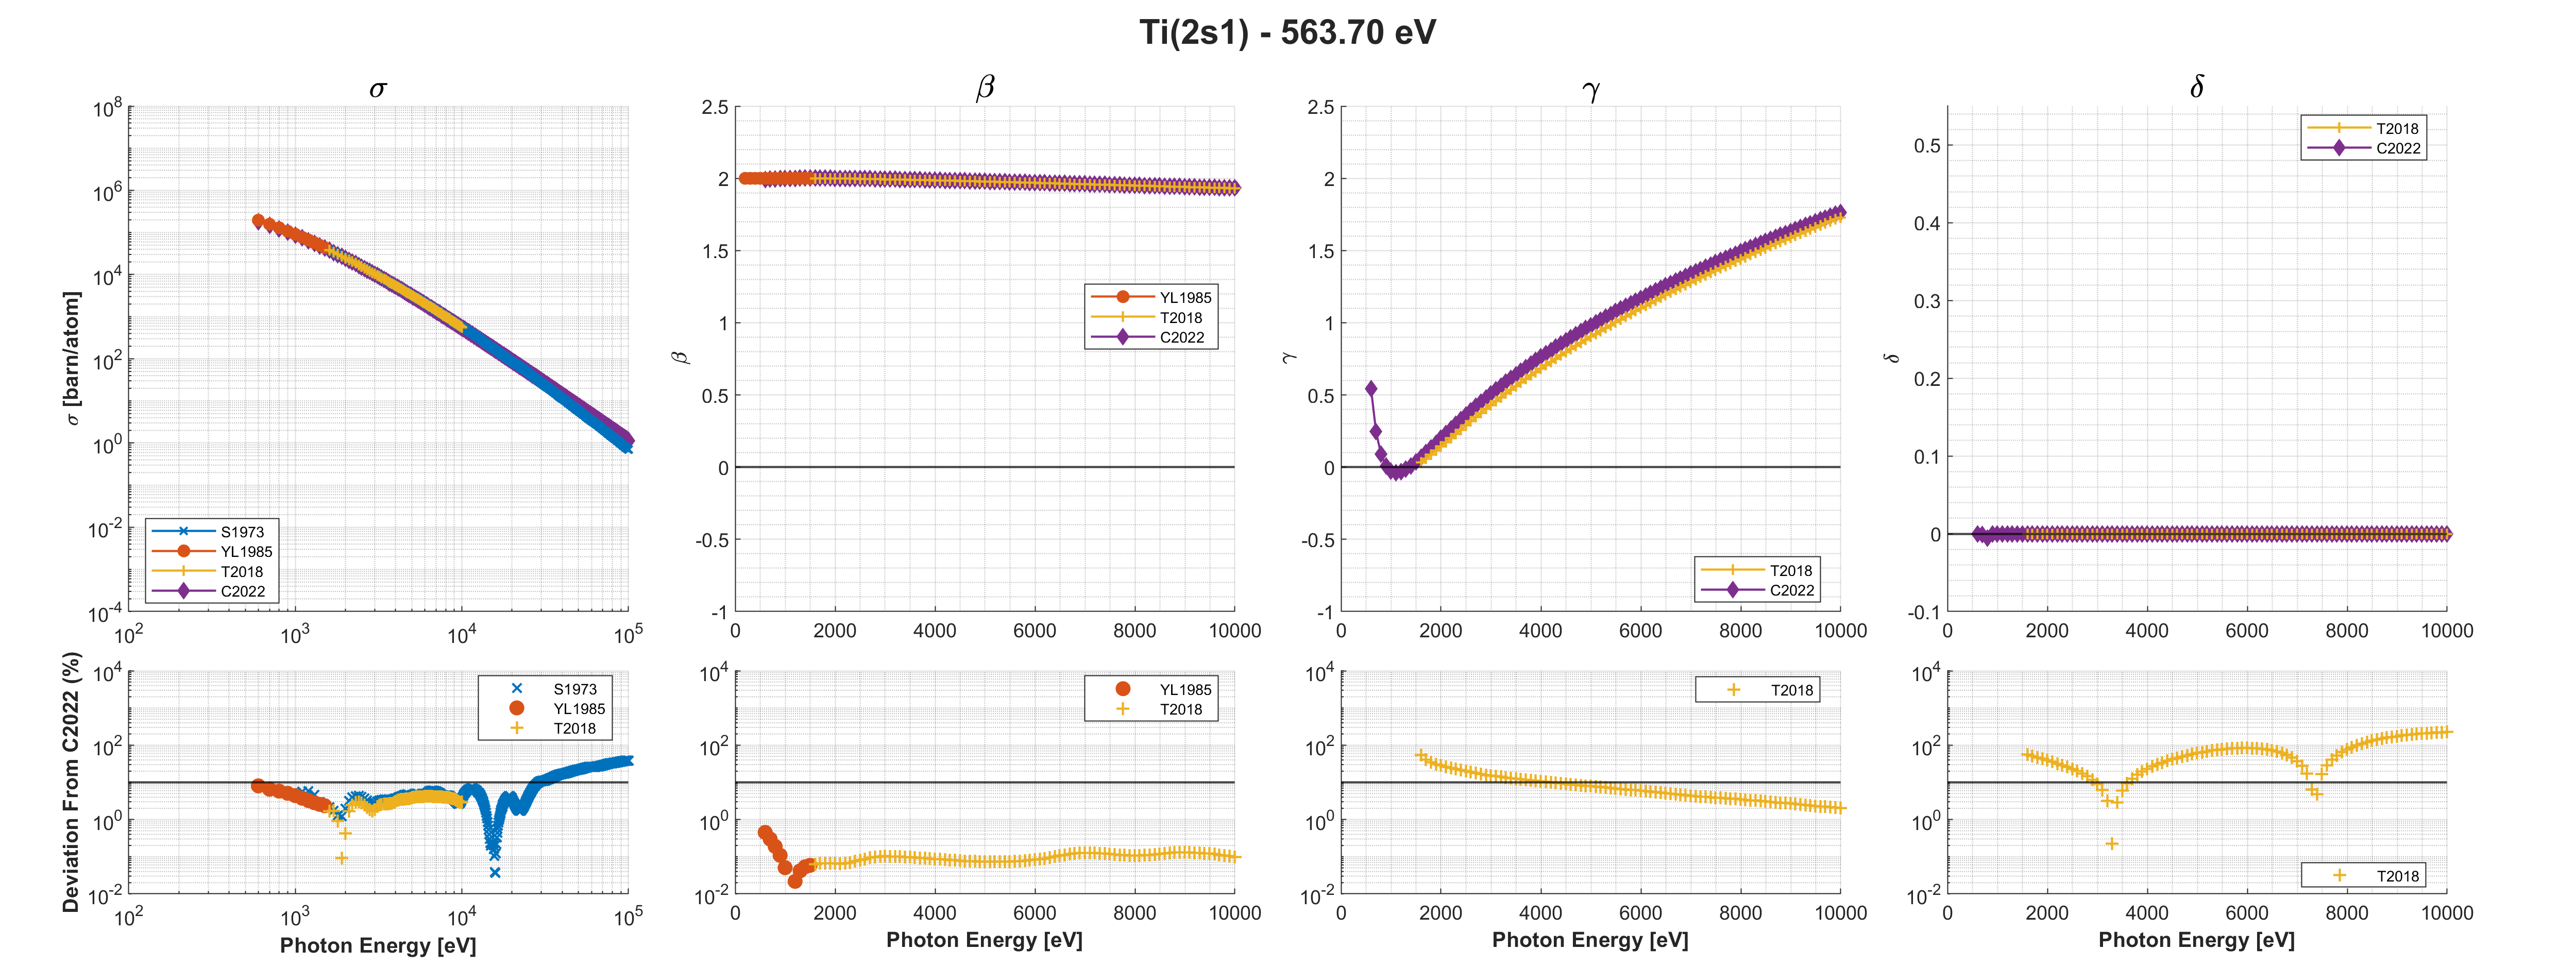 Ti(2s1) - 563.70 eV
σ
σ [barn/atom]
10^8
10^6
10^4
10^2
10^0
10^-2
10^-4
10^2
10^3
10^4
10^5
S1973
YL1985
T2018
C2022
β
β
2.5
2
1.5
1
0.5
0
-0.5
-1
0
2000
4000
6000
8000
10000
YL1985
T2018
C2022
γ
γ
2.5
2
1.5
1
0.5
0
-0.5
-1
0
2000
4000
6000
8000
10000
T2018
C2022
δ
δ
0.5
0.4
0.3
0.2
0.1
0
-0.1
0
2000
4000
6000
8000
10000
T2018
C2022
Deviation From C2022 (%)
10^4
10^2
10^0
10^-2
10^2
10^3
10^4
10^5
Photon Energy [eV]
S1973
YL1985
T2018
10^4
10^2
10^0
10^-2
0
2000
4000
6000
8000
10000
Photon Energy [eV]
YL1985
T2018
10^4
10^2
10^0
10^-2
0
2000
4000
6000
8000
10000
Photon Energy [eV]
T2018
10^4
10^2
10^0
10^-2
0
2000
4000
6000
8000
10000
Photon Energy [eV]
T2018